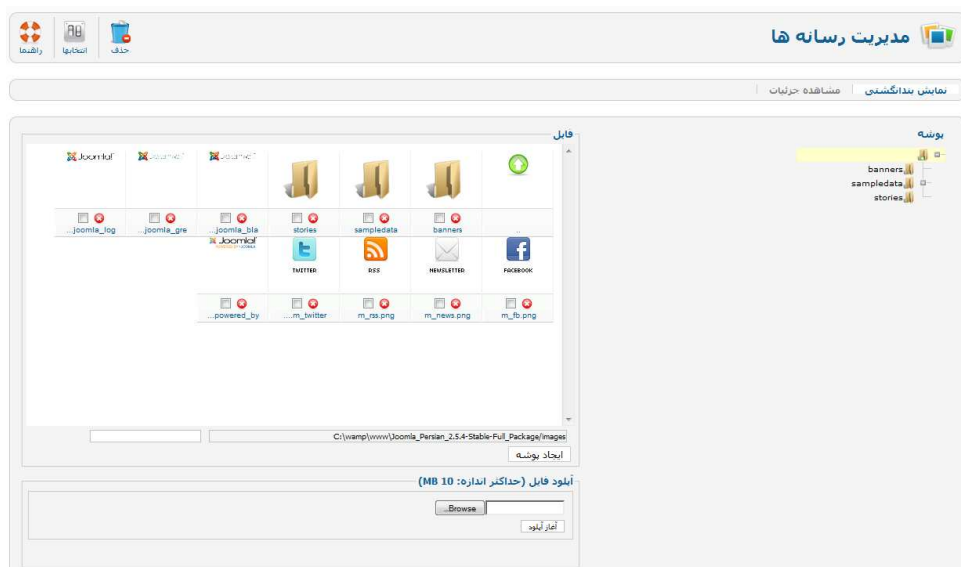 مدیریت رسانه ها
حذف
انتخابها
راهنما
نمایش بندانگشتی
مشاهده جزئیات
پوشه
banners
sampledata
stories
فایل
Joomla!
..
banners
sampledata
stories
joomla_bla...
joomla_gre...
joomla_log...
FACEBOOK
NEWSLETTER
RSS
TWITTER
Joomla!
m_fb.png
m_news.png
m_rss.png
m_twitter....
powered_by...
C:\wamp\www\Joomla_Persian_2.5.4-Stable-Full_Package/images
ایجاد پوشه
آپلود فایل (حداکثر اندازه: 10 MB)
Browse...
آغاز آپلود